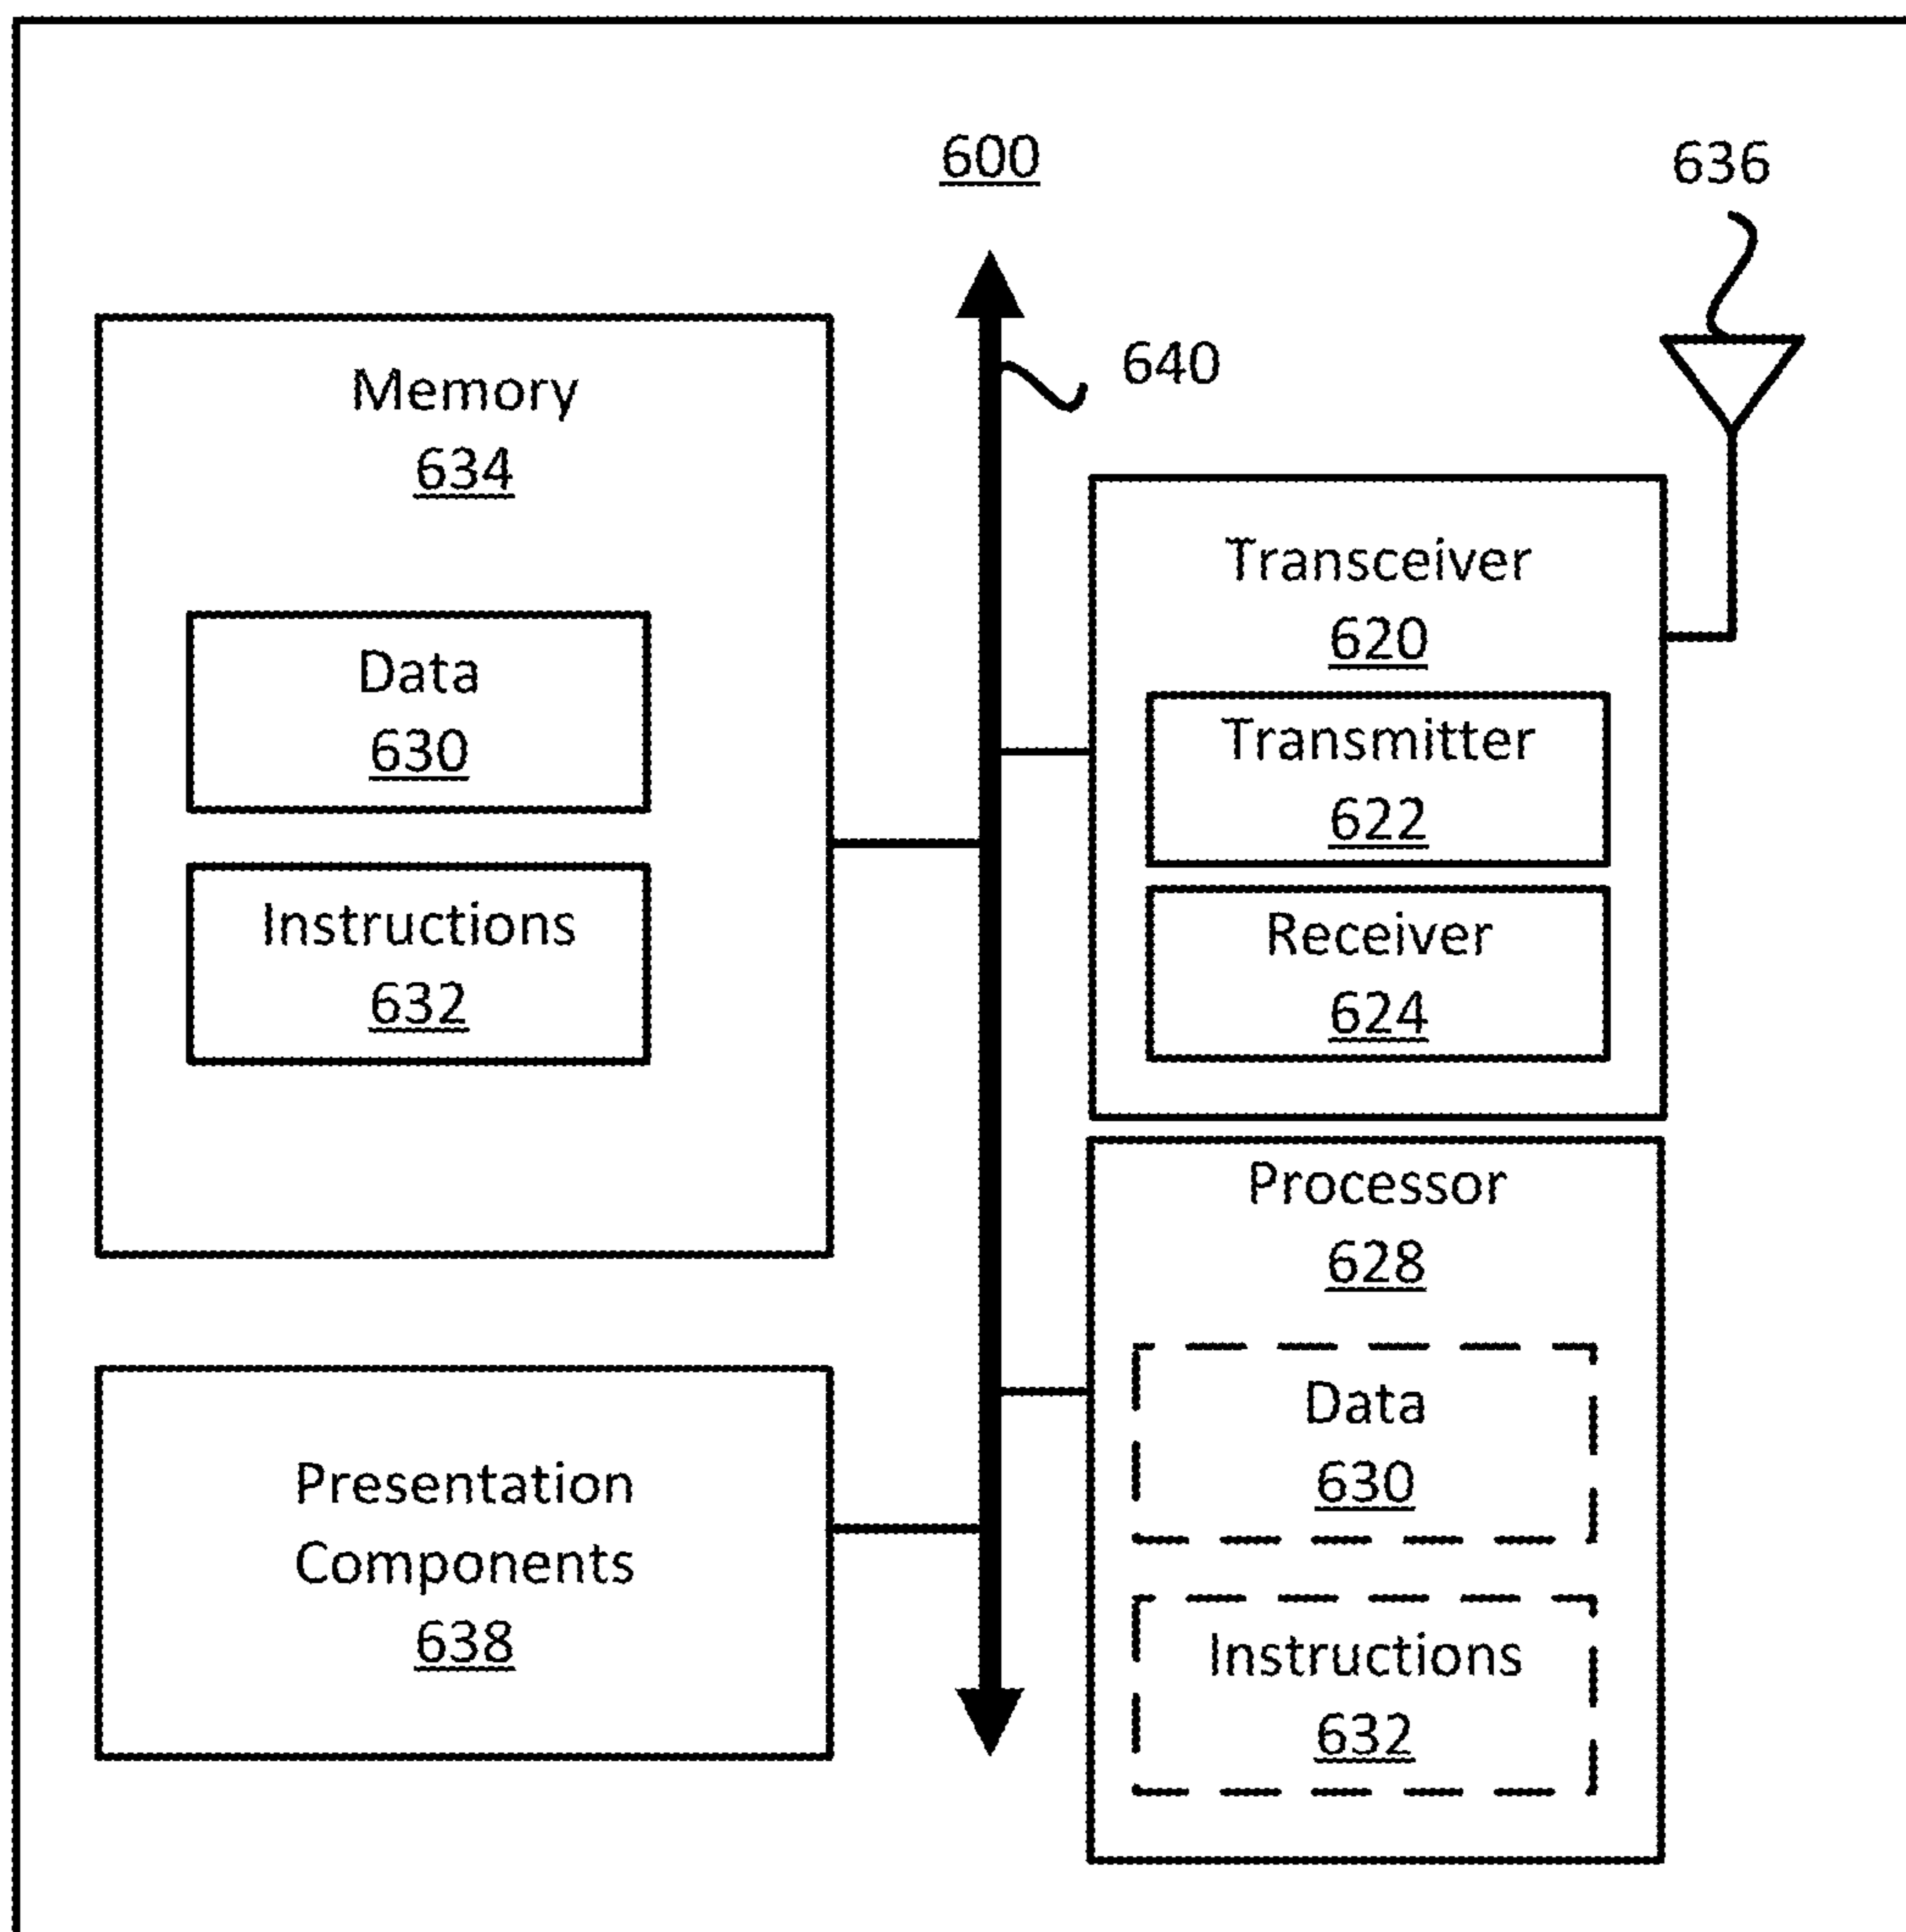 600
636
640
Memory
634
Data
630
Instructions
632
Transceiver
620
Transmitter
622
Receiver
624
Processor
628
Data
630
Instructions
632
Presentation
Components
638